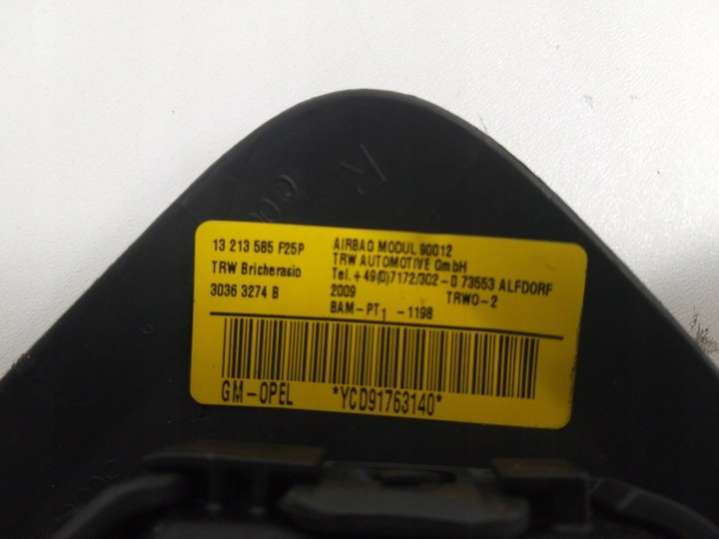 13 213 585 F25P
TRW Bricherasio
3036 3274 B
AIRBAG MODUL 90012
TRW AUTOMOTIVE GmbH
Tel. +49(0)7172/302-0 73553 ALFDORF
2009 TRWO-2
BAM-PT1 -1198
GM-OPEL *YCD91763140*